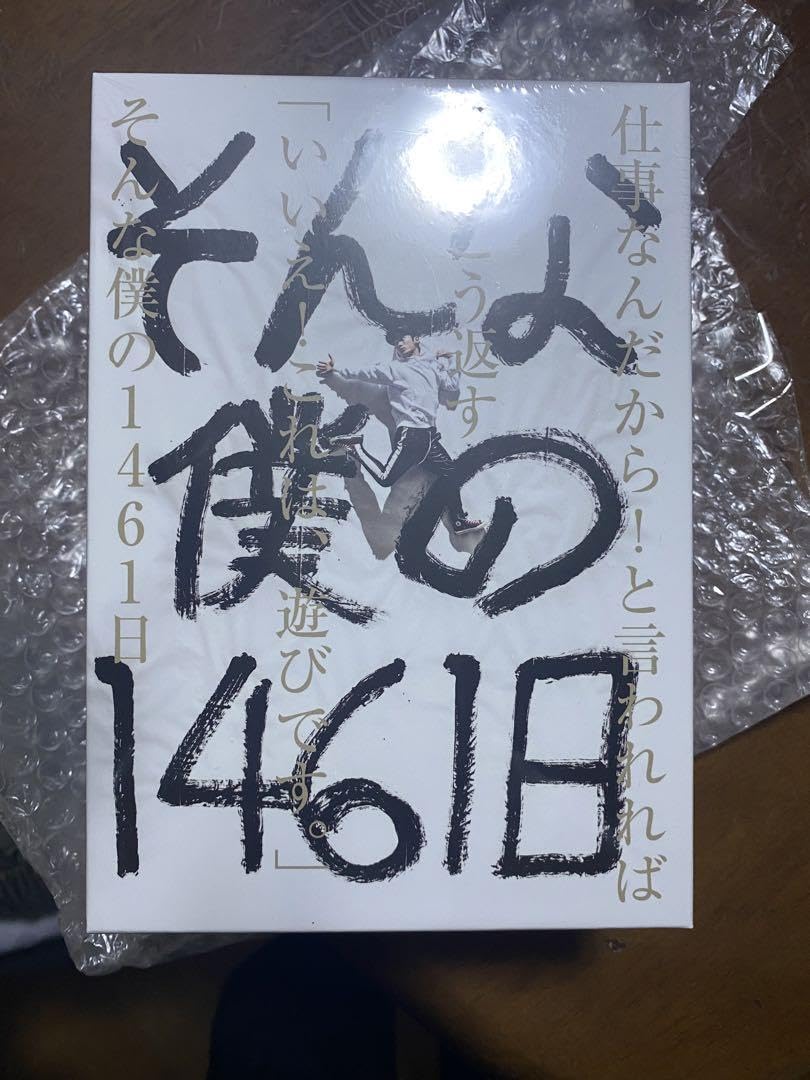 そんな
僕の
1461日
仕事なんだから!と言われれば
う返す
「いいえ!これは、遊びです。」
そんな僕の1461日